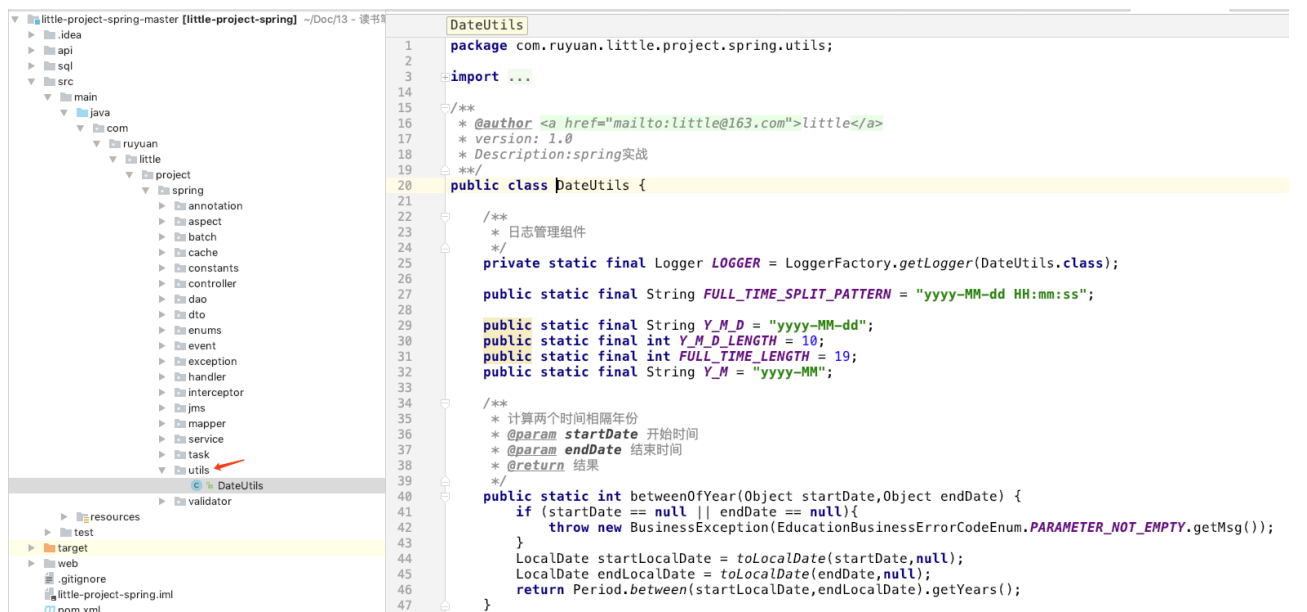 little-project-spring-master [little-project-spring] ~/Doc/13 - 读书
.idea
api
sql
src
main
java
com
ruyuan
little
project
spring
annotation
aspect
batch
cache
constants
controller
dao
dto
enums
event
exception
handler
interceptor
jms
mapper
service
task
utils
DateUtils
validator
resources
test
target
web
.gitignore
little-project-spring.iml
pom.xml
DateUtils
1 package com.ruyuan.little.project.spring.utils;
2
3 import ...
14
15 /**
16 * @author <a href="mailto:little@163.com">little</a>
17 * version: 1.0
18 * Description:spring实战
19 **/
20 public class DateUtils {
21
22 /**
23 * 日志管理组件
24 */
25 private static final Logger LOGGER = LoggerFactory.getLogger(DateUtils.class);
26
27 public static final String FULL_TIME_SPLIT_PATTERN = "yyyy-MM-dd HH:mm:ss";
28
29 public static final String Y_M_D = "yyyy-MM-dd";
30 public static final int Y_M_D_LENGTH = 10;
31 public static final int FULL_TIME_LENGTH = 19;
32 public static final String Y_M = "yyyy-MM";
33
34 /**
35 * 计算两个时间相隔年份
36 * @param startDate 开始时间
37 * @param endDate 结束时间
38 * @return 结果
39 */
40 public static int betweenOfYear(Object startDate,Object endDate) {
41 if (startDate == null || endDate == null){
42 throw new BusinessException(EducationBusinessErrorCodeEnum.PARAMETER_NOT_EMPTY.getMsg());
43 }
44 LocalDate startLocalDate = toLocalDate(startDate,null);
45 LocalDate endLocalDate = toLocalDate(endDate,null);
46 return Period.between(startLocalDate,endLocalDate).getYears();
47 }